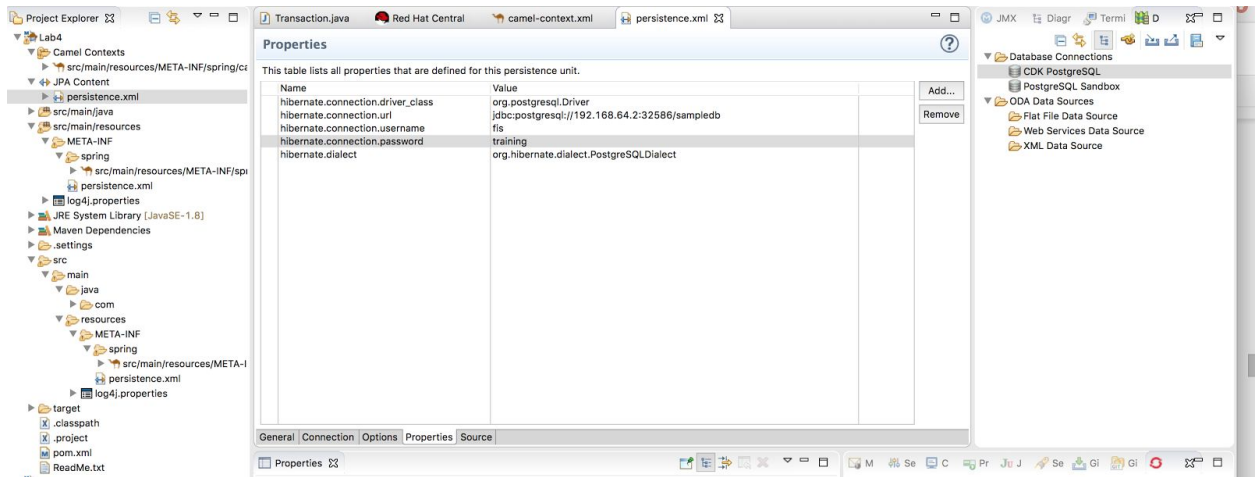 Project Explorer
Lab4
Camel Contexts
src/main/resources/META-INF/spring/ca
JPA Content
persistence.xml
src/main/java
src/main/resources
META-INF
spring
src/main/resources/META-INF/spi
persistence.xml
log4j.properties
JRE System Library [JavaSE-1.8]
Maven Dependencies
.settings
src
main
java
com
resources
META-INF
spring
src/main/resources/META-I
persistence.xml
log4j.properties
target
.classpath
.project
pom.xml
ReadMe.txt
Transaction.java Red Hat Central camel-context.xml persistence.xml
Properties
This table lists all properties that are defined for this persistence unit.
Name Value
hibernate.connection.driver_class org.postgresql.Driver
hibernate.connection.url jdbc:postgresql://192.168.64.2:32586/sampledb
hibernate.connection.username fis
hibernate.connection.password training
hibernate.dialect org.hibernate.dialect.PostgreSQLDialect
Add...
Remove
General Connection Options Properties Source
Properties
JMX Diagr Termi D
Database Connections
CDK PostgreSQL
PostgreSQL Sandbox
ODA Data Sources
Flat File Data Source
Web Services Data Source
XML Data Source
M Se C Pr J Se Gi Gi